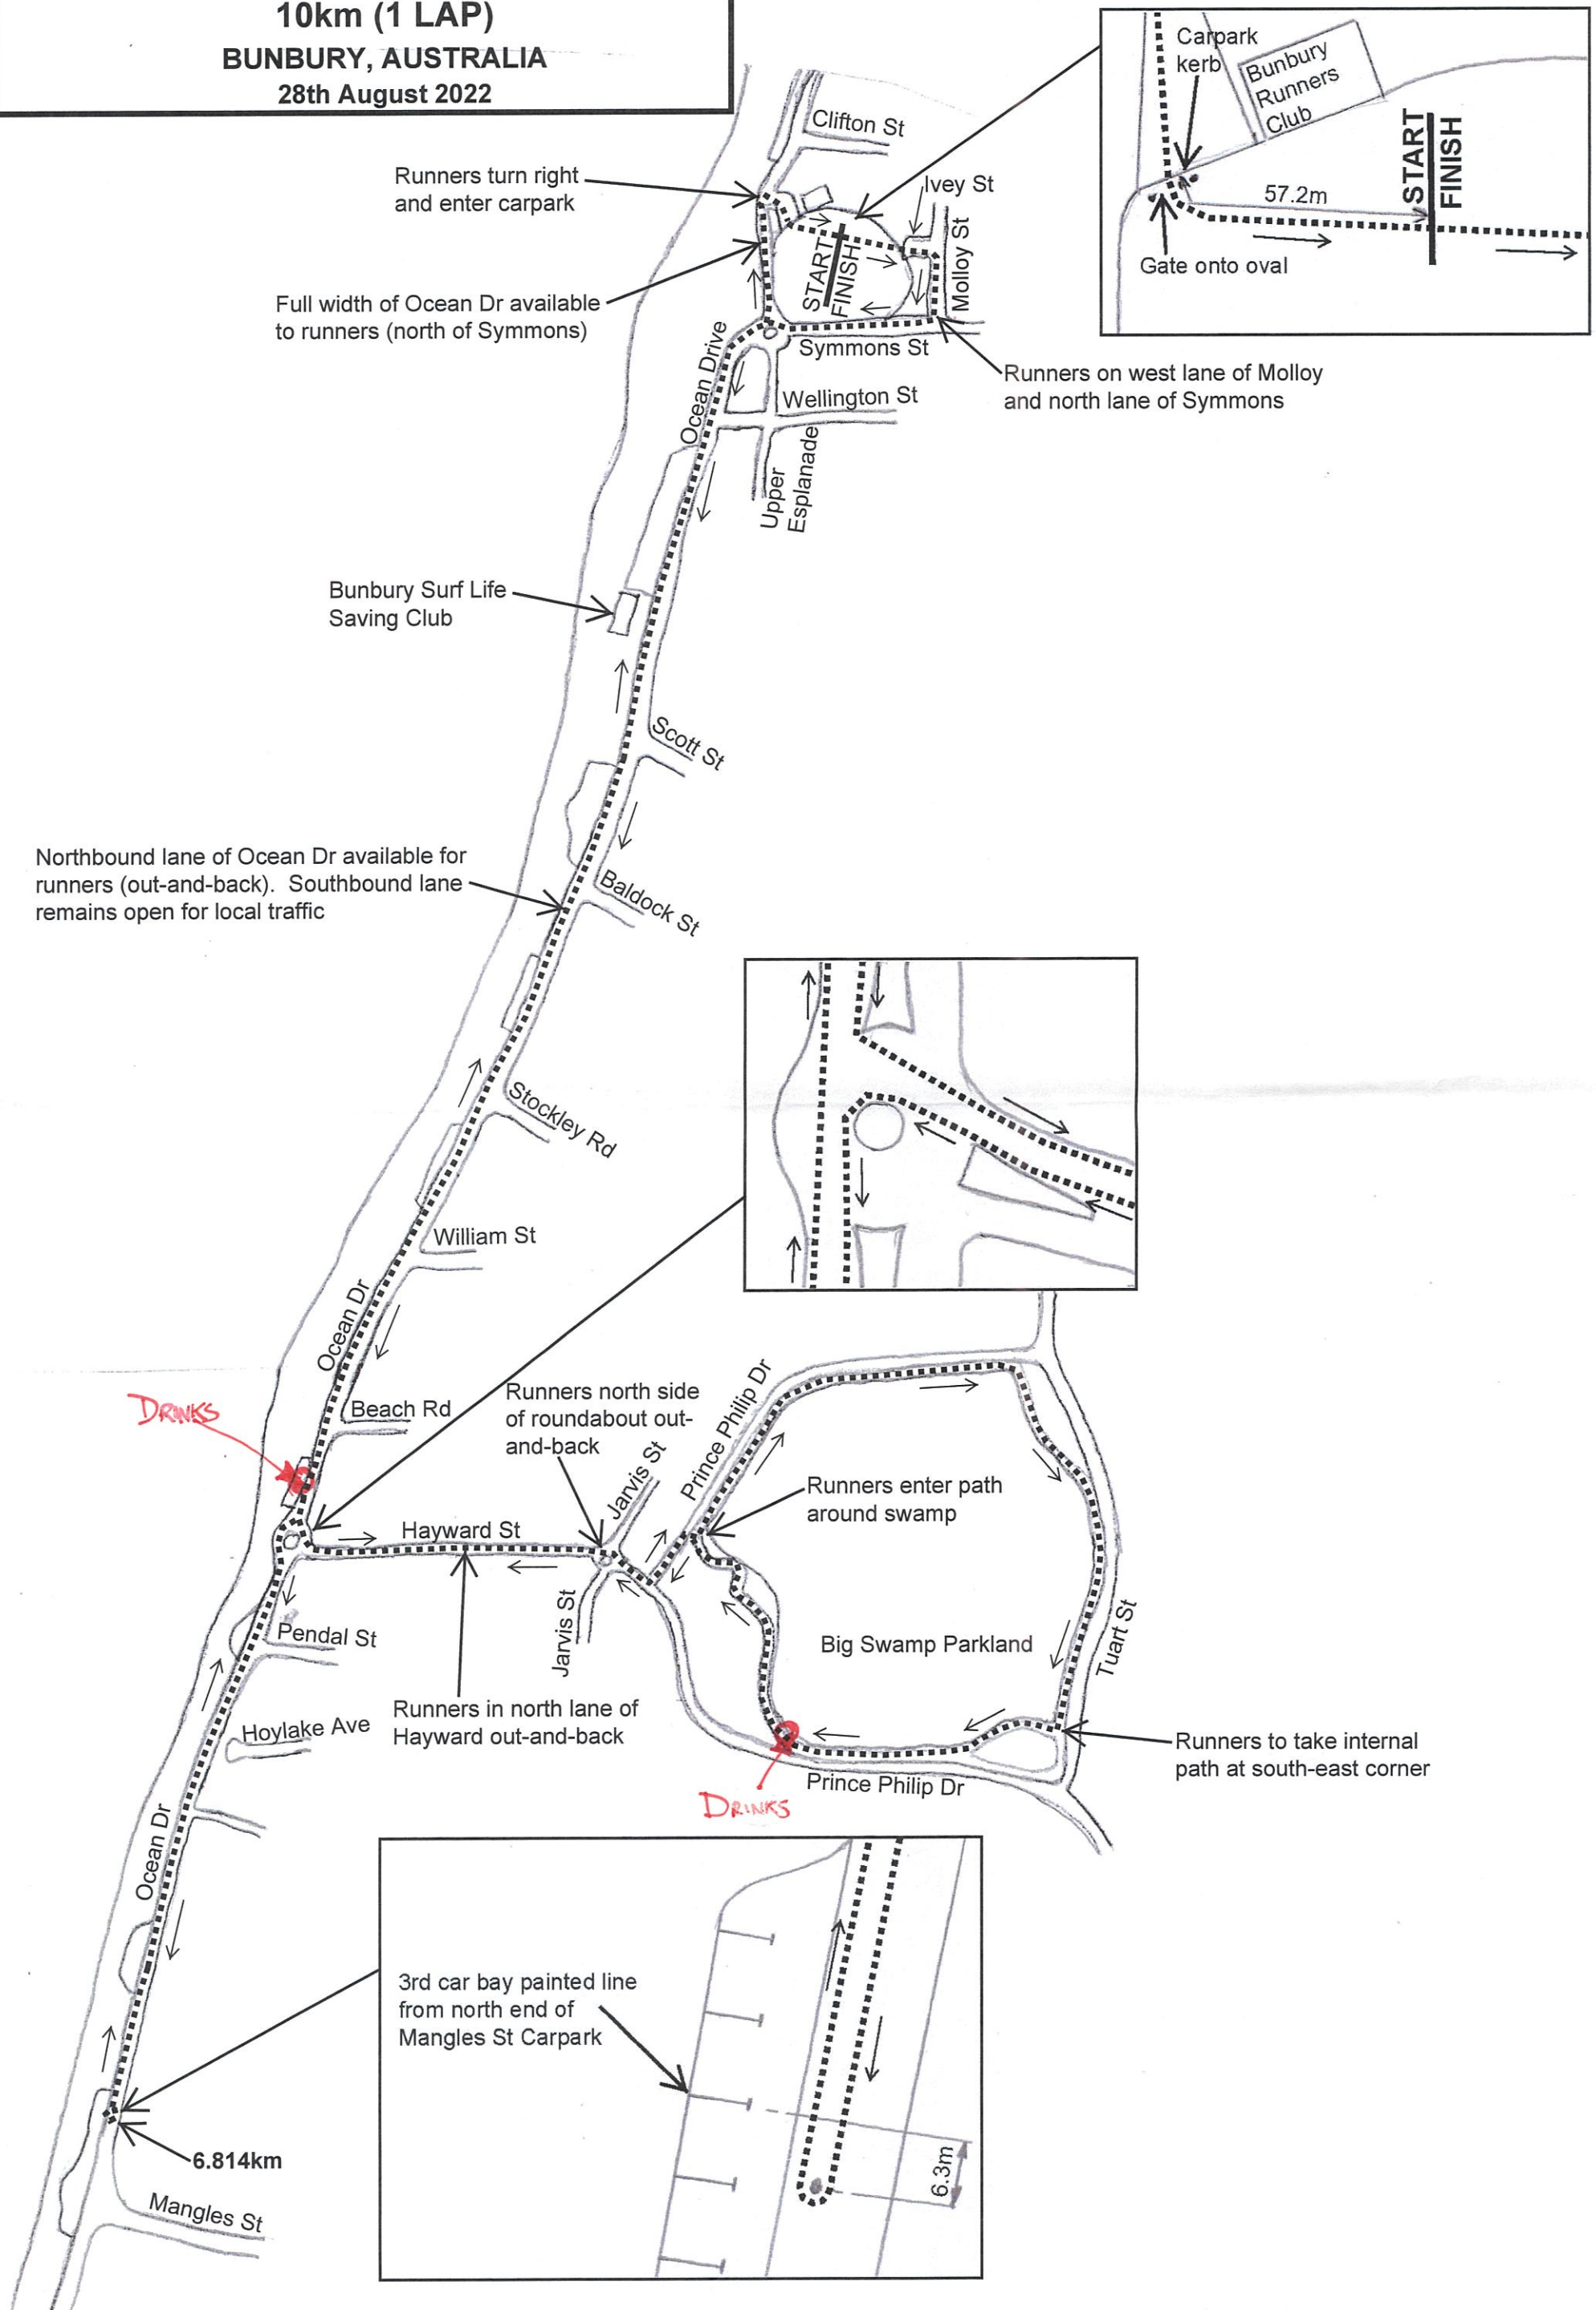 10km (1 LAP)
BUNBURY, AUSTRALIA
28th August 2022
Carpark
kerb
Bunbury
Runners
Club
START
FINISH
57.2m
Gate onto oval
Clifton St
Runners turn right
and enter carpark
Ivey St
Molloy St
START
FINISH
Full width of Ocean Dr available
to runners (north of Symmons)
Symmons St
Ocean Drive
Runners on west lane of Molloy
and north lane of Symmons
Wellington St
Upper
Esplanade
Bunbury Surf Life
Saving Club
Scott St
Northbound lane of Ocean Dr available for
runners (out-and-back). Southbound lane
remains open for local traffic
Baldock St
Stockley Rd
William St
Ocean Dr
DRINKS
Beach Rd
Runners north side
of roundabout out-
and-back
Jarvis St
Prince Philip Dr
Runners enter path
around swamp
Hayward St
Jarvis St
Pendal St
Big Swamp Parkland
Tuart St
Runners in north lane of
Hayward out-and-back
Hoylake Ave
Runners to take internal
path at south-east corner
Prince Philip Dr
DRINKS
Ocean Dr
3rd car bay painted line
from north end of
Mangles St Carpark
6.3m
6.814km
Mangles St